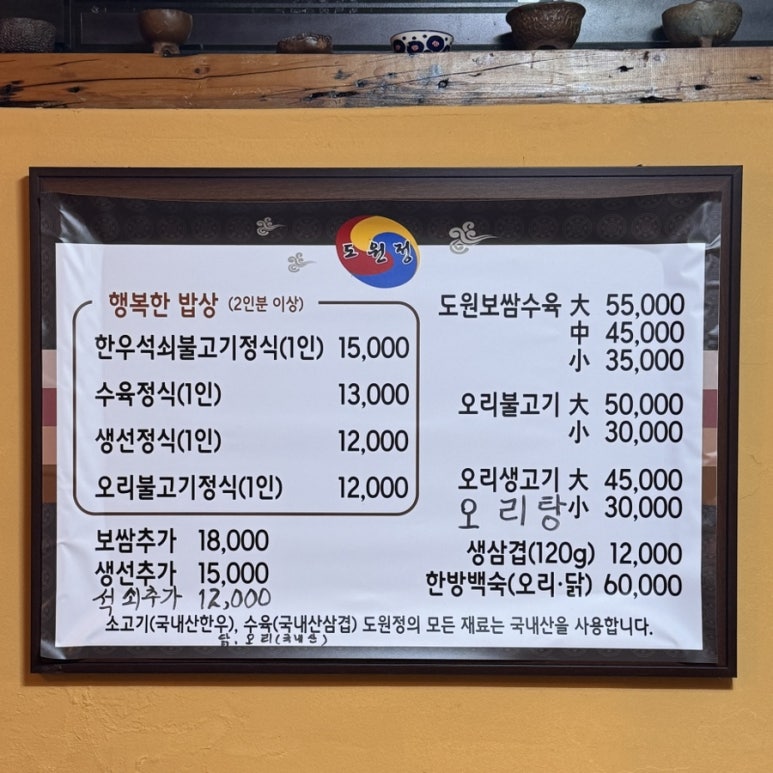 도원정
행복한 밥상 (2인분 이상)
한우석쇠불고기정식(1인) 15,000
수육정식(1인) 13,000
생선정식(1인) 12,000
오리불고기정식(1인) 12,000
보쌈추가 18,000
생선추가 15,000
석쇠추가 12,000
도원보쌈수육 大 55,000
中 45,000
小 35,000
오리불고기 大 50,000
小 30,000
오리생고기 大 45,000
오리탕 小 30,000
생삼겹(120g) 12,000
한방백숙(오리·닭) 60,000
소고기(국내산한우), 수육(국내산삼겹) 도원정의 모든 재료는 국내산을 사용합니다.
닭, 오리(국내산)